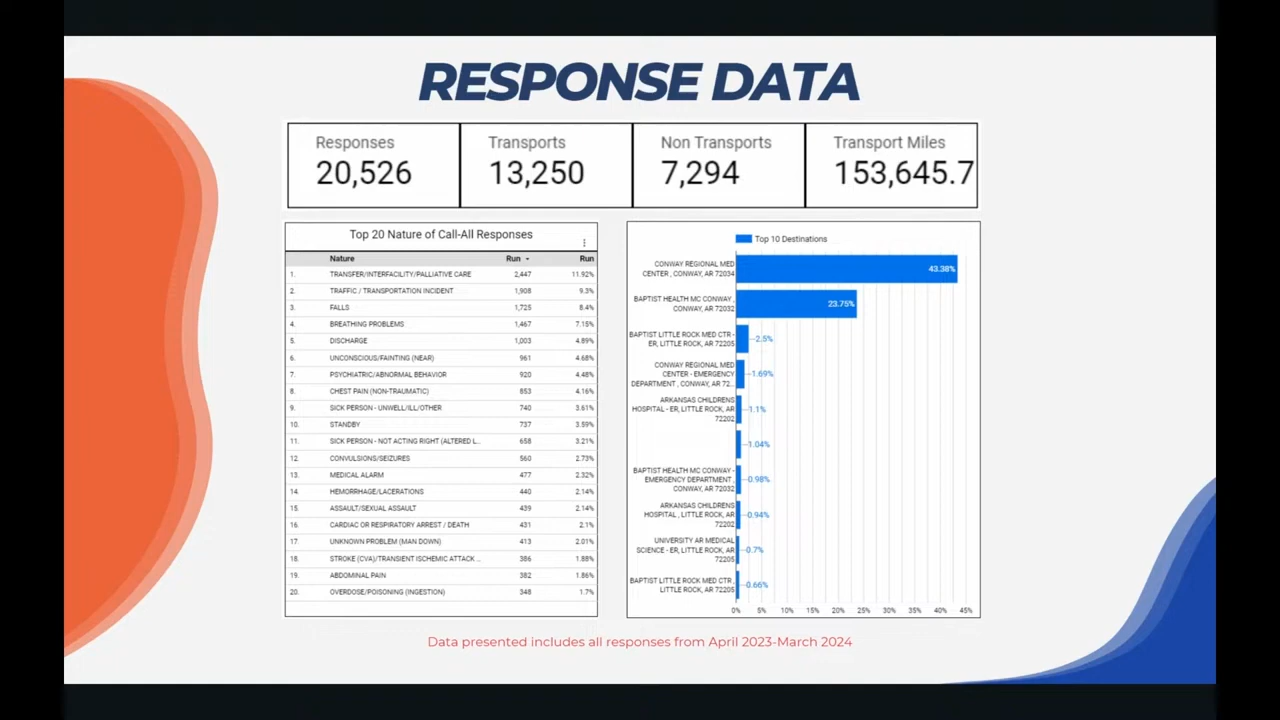 RESPONSE DATA
Responses
20,526
Transports
13,250
Non Transports
7,294
Transport Miles
153,645.7
Top 20 Nature of Call-All Responses
Nature Run Run
1. TRANSFER/INTERFACILITY/PALLIATIVE CARE 2,447 11.92%
2. TRAFFIC / TRANSPORTATION INCIDENT 1,908 9.3%
3. FALLS 1,725 8.4%
4. BREATHING PROBLEMS 1,467 7.15%
5. DISCHARGE 1,003 4.89%
6. UNCONSCIOUS/FAINTING (NEAR) 961 4.68%
7. PSYCHIATRIC/ABNORMAL BEHAVIOR 920 4.48%
8. CHEST PAIN (NON-TRAUMATIC) 853 4.16%
9. SICK PERSON - UNWELL/ILL/OTHER 740 3.61%
10. STANDBY 737 3.59%
11. SICK PERSON - NOT ACTING RIGHT (ALTERED L... 658 3.21%
12. CONVULSIONS/SEIZURES 560 2.73%
13. MEDICAL ALARM 477 2.32%
14. HEMORRHAGE/LACERATIONS 440 2.14%
15. ASSAULT/SEXUAL ASSAULT 439 2.14%
16. CARDIAC OR RESPIRATORY ARREST / DEATH 431 2.1%
17. UNKNOWN PROBLEM (MAN DOWN) 413 2.01%
18. STROKE (CVA)/TRANSIENT ISCHEMIC ATTACK ... 386 1.88%
19. ABDOMINAL PAIN 382 1.86%
20. OVERDOSE/POISONING (INGESTION) 348 1.7%
Top 10 Destinations
CONWAY REGIONAL MED
CENTER , CONWAY, AR 72034
43.38%
BAPTIST HEALTH MC CONWAY ,
CONWAY, AR 72032
23.75%
BAPTIST LITTLE ROCK MED CTR -
ER, LITTLE ROCK, AR 72205
2.5%
CONWAY REGIONAL MED
CENTER - EMERGENCY
DEPARTMENT , CONWAY, AR 72...
1.69%
ARKANSAS CHILDRENS
HOSPITAL - ER, LITTLE ROCK, AR
72202
1.1%
1.04%
BAPTIST HEALTH MC CONWAY -
EMERGENCY DEPARTMENT ,
CONWAY, AR 72032
0.98%
ARKANSAS CHILDRENS
HOSPITAL , LITTLE ROCK, AR
72202
0.94%
UNIVERSITY AR MEDICAL
SCIENCE - ER, LITTLE ROCK, AR
72205
0.7%
BAPTIST LITTLE ROCK MED CTR ,
LITTLE ROCK, AR 72205
0.66%
0% 5% 10% 15% 20% 25% 30% 35% 40% 45%
Data presented includes all responses from April 2023-March 2024